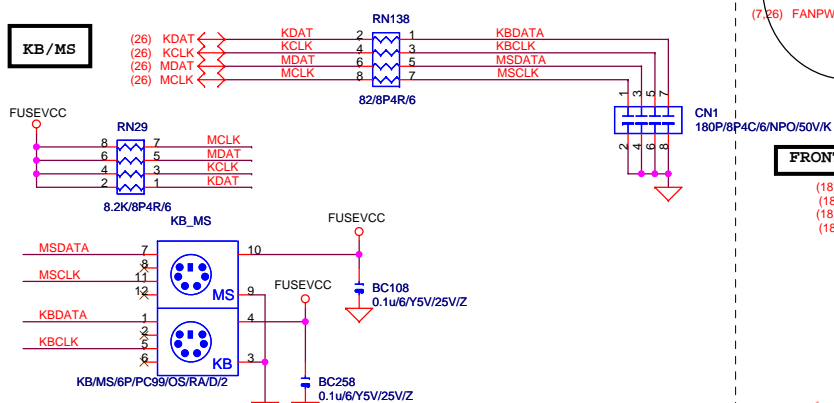 KB/MS
(26) KDAT
(26) KCLK
(26) MDAT
(26) MCLK
KDAT
KCLK
MDAT
MCLK
2
4
6
8
RN138
1
3
5
7
82/8P4R/6
KBDATA
KBCLK
MSDATA
MSCLK
1
3
5
7
2
4
6
8
CN1
180P/8P4C/6/NPO/50V/K
(7,26) FANPW
FRONT
(18
(18
(18
(18
FUSEVCC
RN29
8
6
4
2
7
5
3
1
MCLK
MDAT
KCLK
KDAT
8.2K/8P4R/6
KB_MS
MSDATA
MSCLK
KBDATA
KBCLK
7
8
11
12
1
2
5
6
MS
KB
10
9
4
3
KB/MS/6P/PC99/OS/RA/D/2
FUSEVCC
BC108
0.1u/6/Y5V/25V/Z
FUSEVCC
BC258
0.1u/6/Y5V/25V/Z